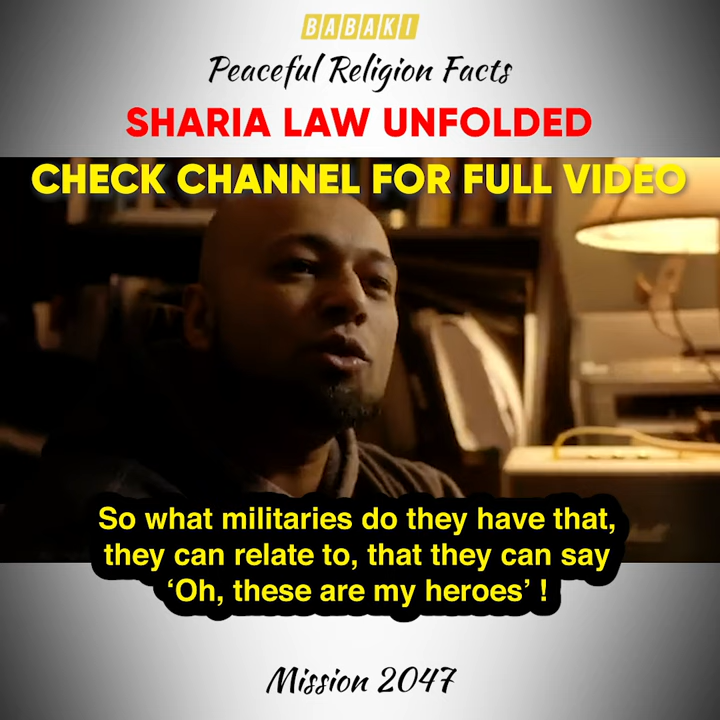 BABAKI
Peaceful Religion Facts
SHARIA LAW UNFOLDED
CHECK CHANNEL FOR FULL VIDEO
So what militaries do they have that,
they can relate to, that they can say
‘Oh, these are my heroes’ !
Mission 2047